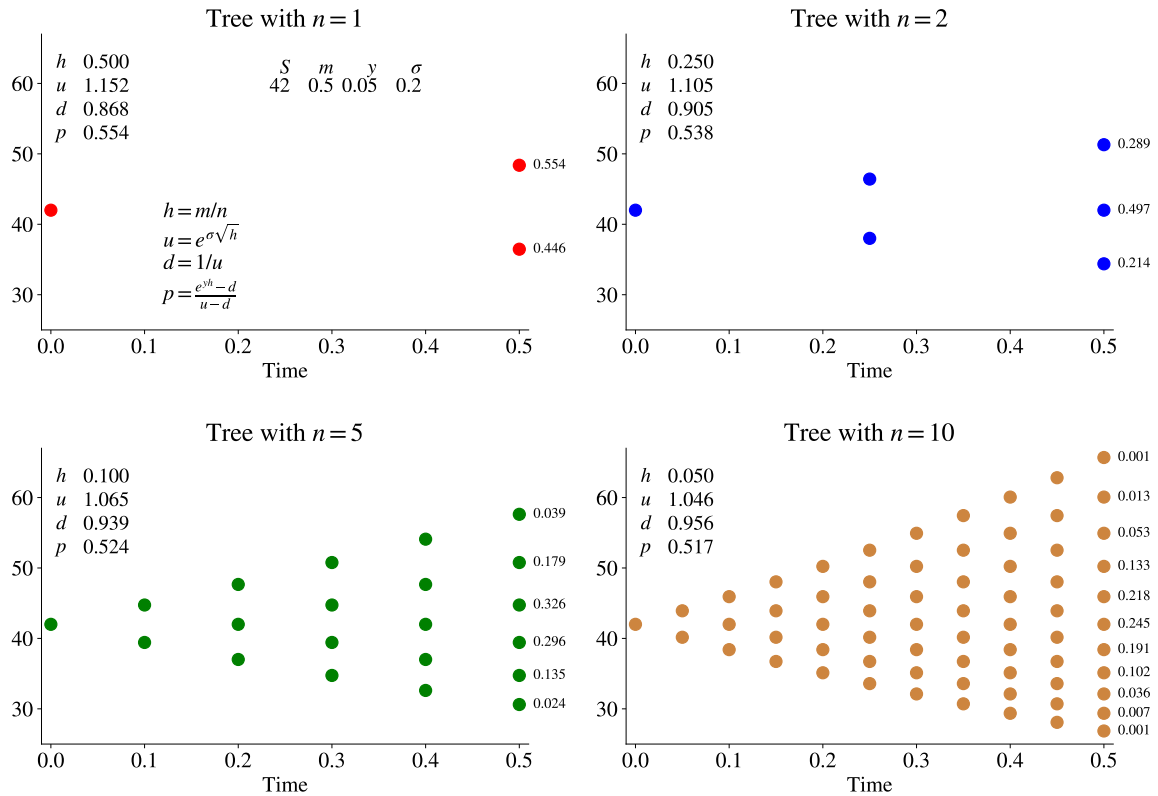 Tree with n = 1
h 0.500
u 1.152
d 0.868
p 0.554
S m y σ
42 0.5 0.05 0.2
60
50
40
30
0.554
0.446
h = m/n
u = e^{σ√h}
d = 1/u
p = \frac{e^{yh} − d}{u − d}
0.0 0.1 0.2 0.3 0.4 0.5
Time
Tree with n = 2
h 0.250
u 1.105
d 0.905
p 0.538
60
50
40
30
0.289
0.497
0.214
0.0 0.1 0.2 0.3 0.4 0.5
Time
Tree with n = 5
h 0.100
u 1.065
d 0.939
p 0.524
60
50
40
30
0.039
0.179
0.326
0.296
0.135
0.024
0.0 0.1 0.2 0.3 0.4 0.5
Time
Tree with n = 10
h 0.050
u 1.046
d 0.956
p 0.517
60
50
40
30
0.001
0.013
0.053
0.133
0.218
0.245
0.191
0.102
0.036
0.007
0.001
0.0 0.1 0.2 0.3 0.4 0.5
Time